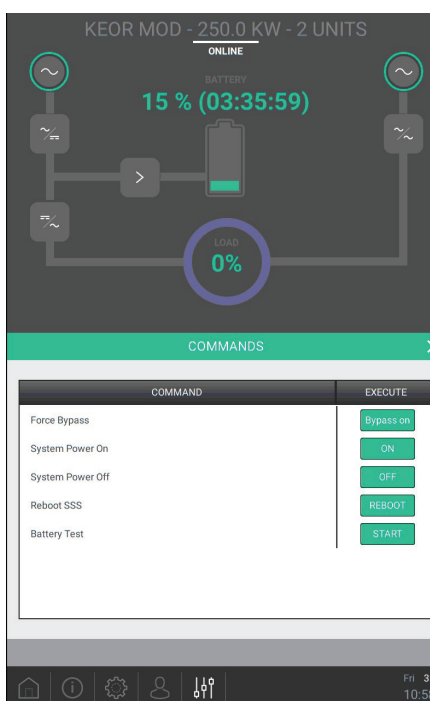 KEOR MOD - 250.0 KW - 2 UNITS
ONLINE
BATTERY
15 % (03:35:59)
LOAD
0%
COMMANDS
COMMAND EXECUTE
Force Bypass Bypass on
System Power On ON
System Power Off OFF
Reboot SSS REBOOT
Battery Test START
Fri 3
10:58